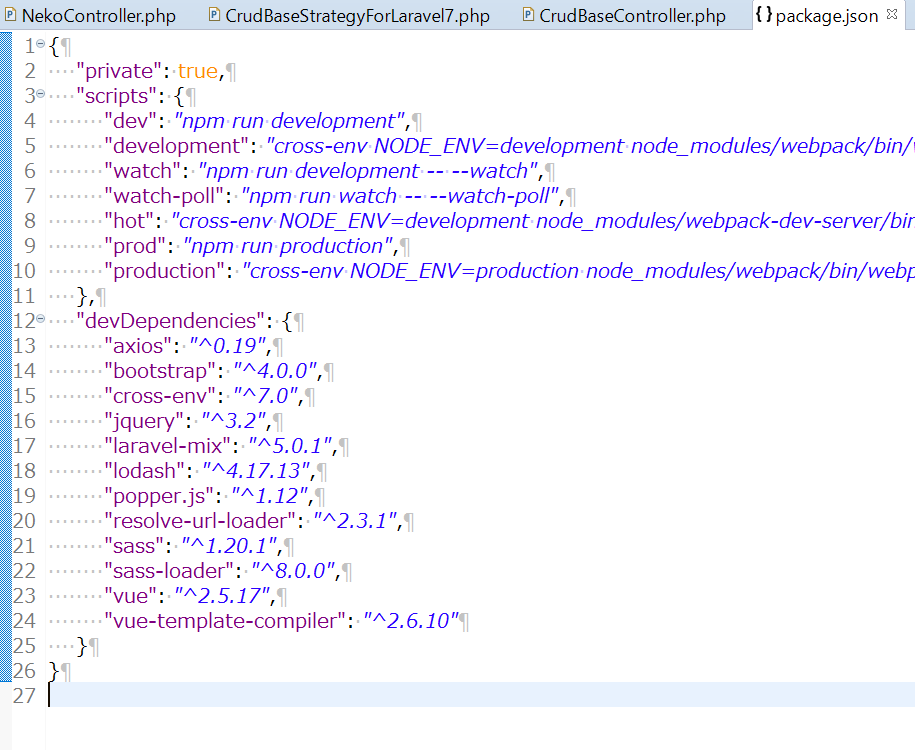 NekoController.php CrudBaseStrategyForLaravel7.php CrudBaseController.php package.json
1 {
2     "private": true,
3     "scripts": {
4         "dev": "npm run development",
5         "development": "cross-env NODE_ENV=development node_modules/webpack/bin/
6         "watch": "npm run development -- --watch",
7         "watch-poll": "npm run watch -- --watch-poll",
8         "hot": "cross-env NODE_ENV=development node_modules/webpack-dev-server/bin
9         "prod": "npm run production",
10         "production": "cross-env NODE_ENV=production node_modules/webpack/bin/webp
11     },
12     "devDependencies": {
13         "axios": "^0.19",
14         "bootstrap": "^4.0.0",
15         "cross-env": "^7.0",
16         "jquery": "^3.2",
17         "laravel-mix": "^5.0.1",
18         "lodash": "^4.17.13",
19         "popper.js": "^1.12",
20         "resolve-url-loader": "^2.3.1",
21         "sass": "^1.20.1",
22         "sass-loader": "^8.0.0",
23         "vue": "^2.5.17",
24         "vue-template-compiler": "^2.6.10"
25     }
26 }
27